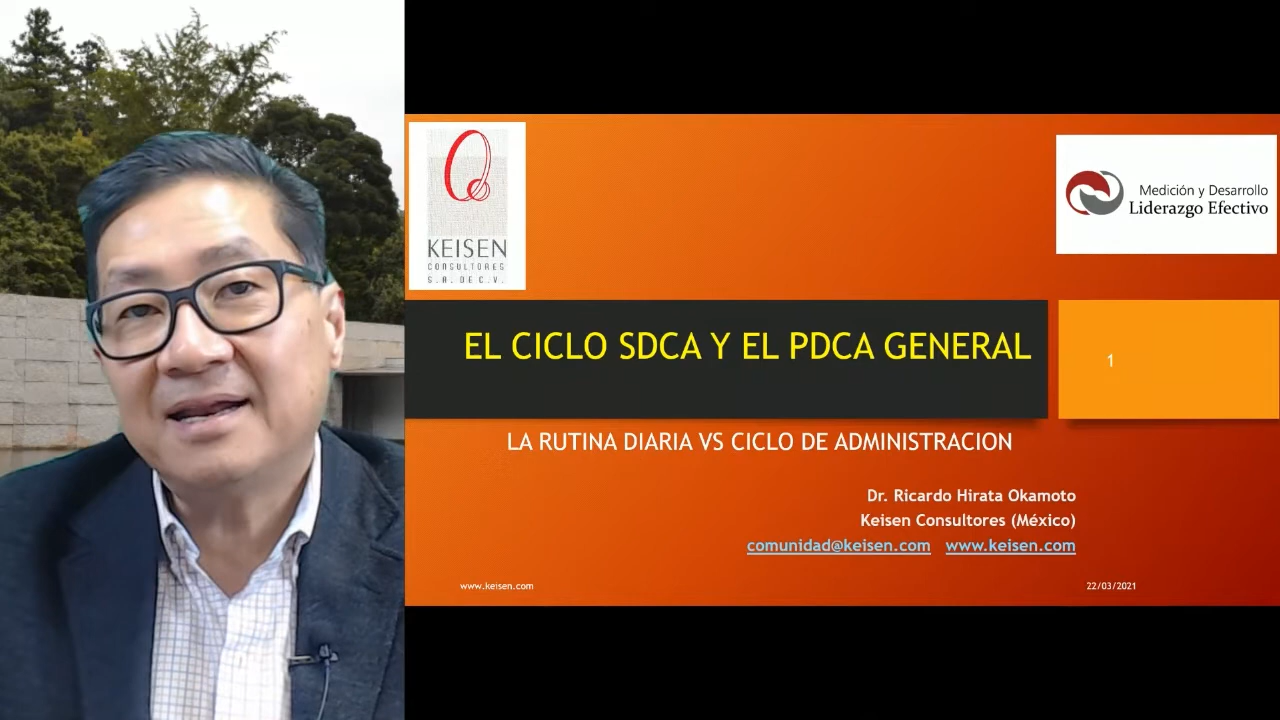 KEISEN
CONSULTORES
S.A. DE C.V.
Medición y Desarrollo
Liderazgo Efectivo
EL CICLO SDCA Y EL PDCA GENERAL
1
LA RUTINA DIARIA VS CICLO DE ADMINISTRACION
Dr. Ricardo Hirata Okamoto
Keisen Consultores (México)
comunidad@keisen.com www.keisen.com
www.keisen.com
22/03/2021